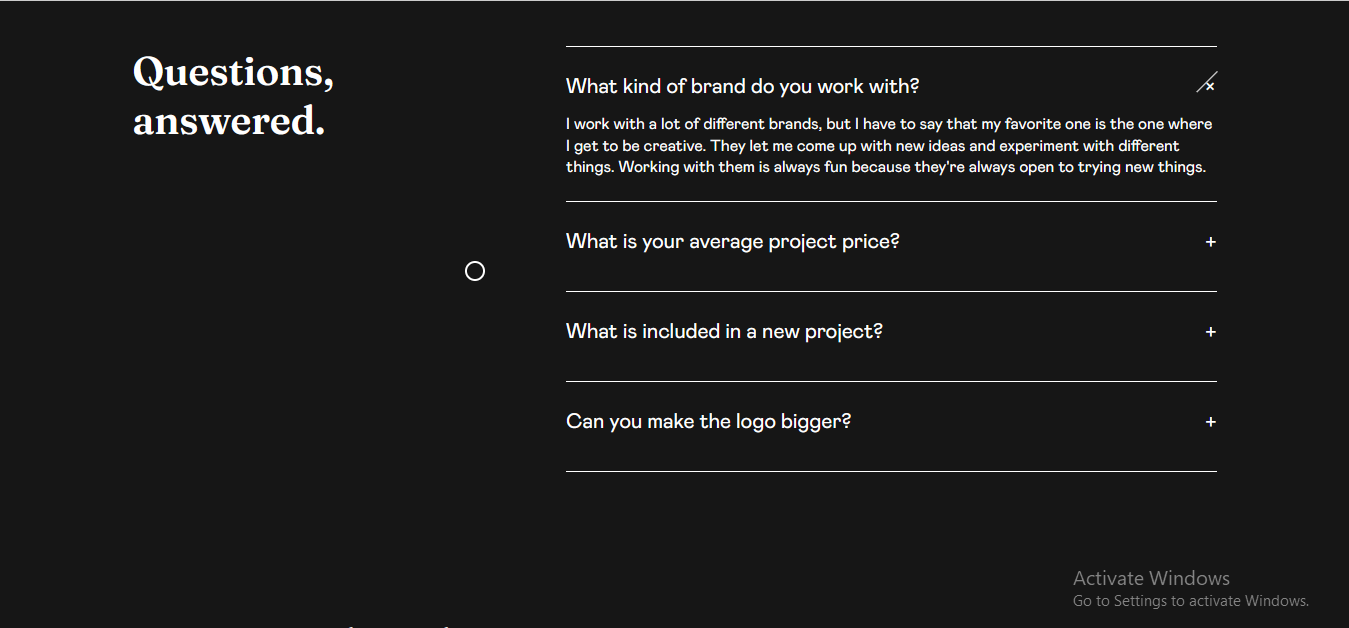 Questions,
answered.
What kind of brand do you work with?
I work with a lot of different brands, but I have to say that my favorite one is the one where
I get to be creative. They let me come up with new ideas and experiment with different
things. Working with them is always fun because they're always open to trying new things.
What is your average project price? +
What is included in a new project? +
Can you make the logo bigger? +
Activate Windows
Go to Settings to activate Windows.